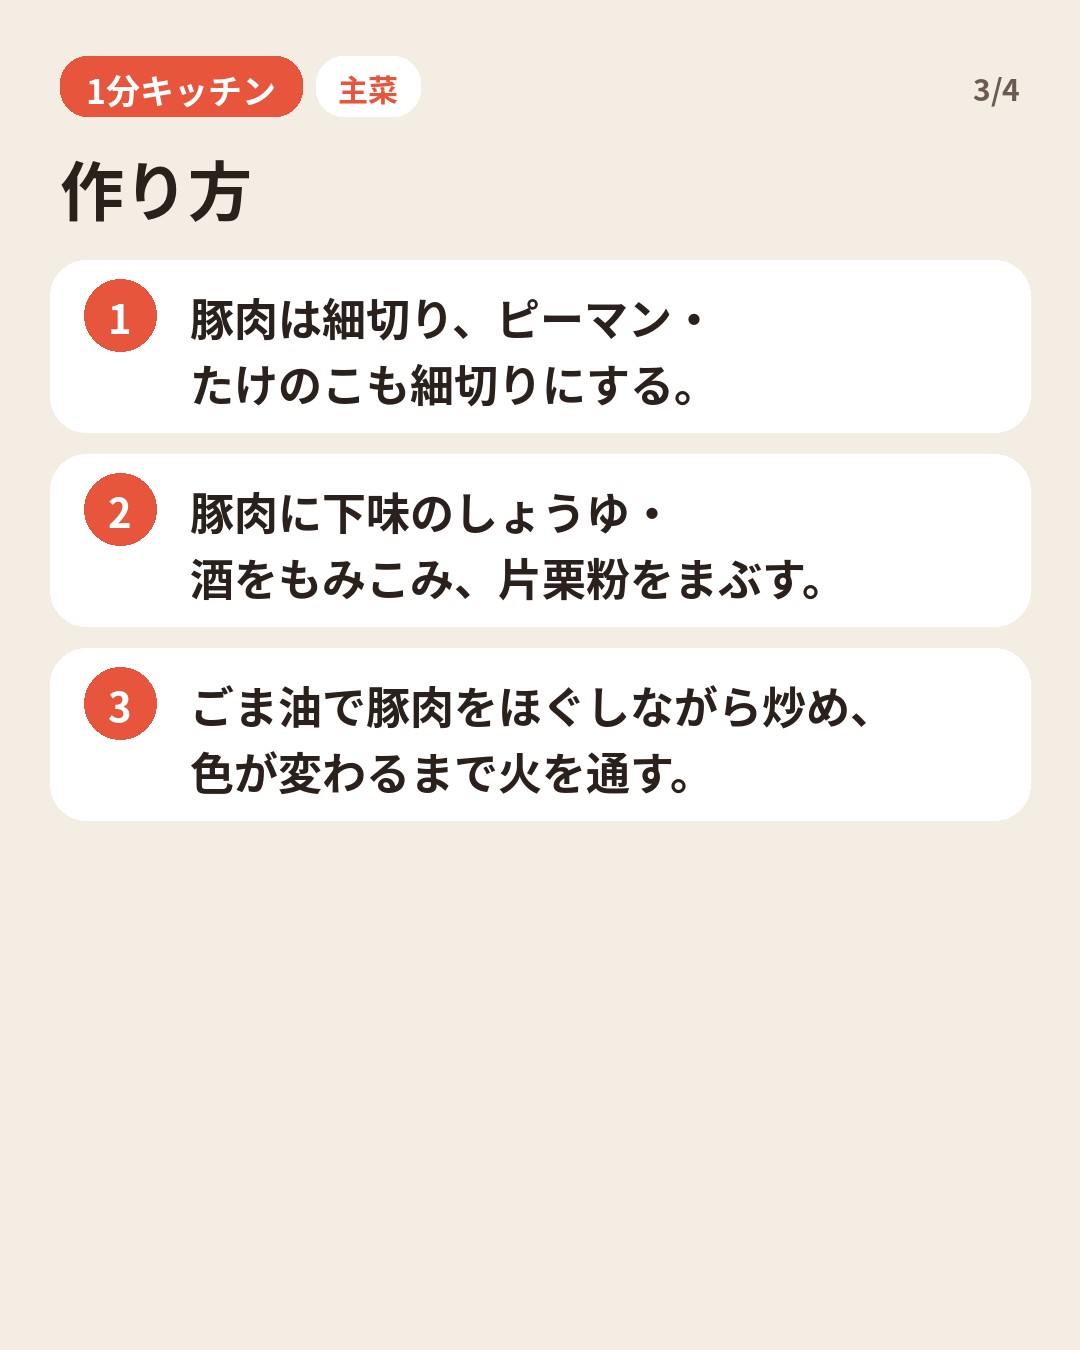 1分キッチン 主菜 3/4
作り方
1 豚肉は細切り、ピーマン・
たけのこも細切りにする。
2 豚肉に下味のしょうゆ・
酒をもみこみ、片栗粉をまぶす。
3 ごま油で豚肉をほぐしながら炒め、
色が変わるまで火を通す。